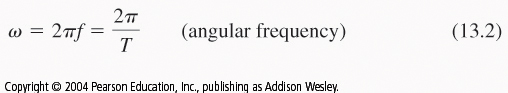 ω = 2πf = 2π/T (angular frequency) (13.2)
Copyright © 2004 Pearson Education, Inc., publishing as Addison Wesley.